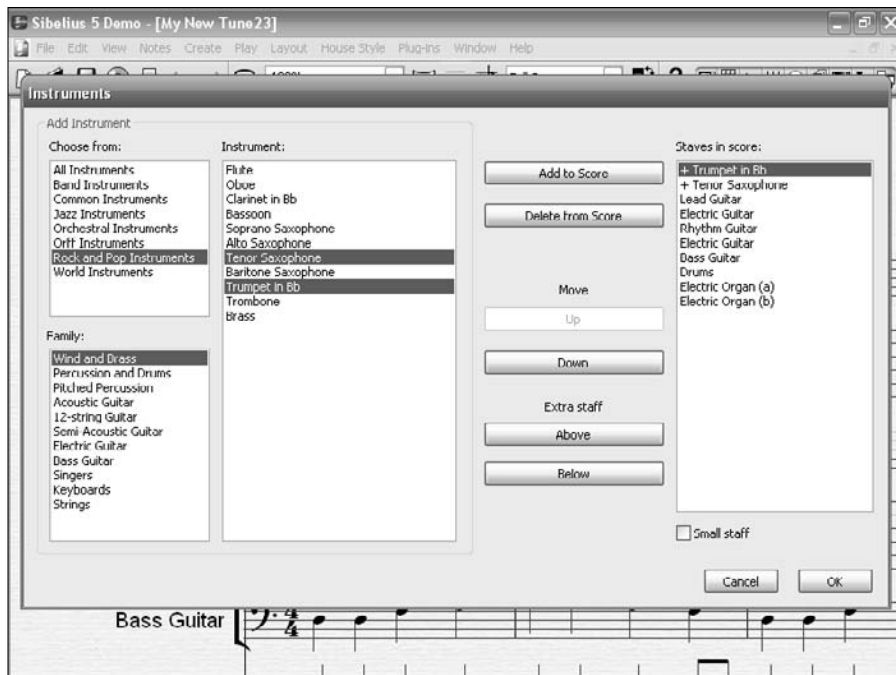 Sibelius 5 Demo - [My New Tune23]
File Edit View Notes Create Play Layout House Style Plug-ins Window Help
Instruments
Add Instrument
Choose from:
All Instruments
Band Instruments
Common Instruments
Jazz Instruments
Orchestral Instruments
Orff Instruments
Rock and Pop Instruments
World Instruments
Family:
Wind and Brass
Percussion and Drums
Pitched Percussion
Acoustic Guitar
12-string Guitar
Semi-Acoustic Guitar
Electric Guitar
Bass Guitar
Singers
Keyboards
Strings
Instrument:
Flute
Oboe
Clarinet in Bb
Bassoon
Soprano Saxophone
Alto Saxophone
Tenor Saxophone
Baritone Saxophone
Trumpet in Bb
Trombone
Brass
Add to Score
Delete from Score
Move
Up
Down
Extra staff
Above
Below
Staves in score:
+ Trumpet in Bb
+ Tenor Saxophone
Lead Guitar
Electric Guitar
Rhythm Guitar
Electric Guitar
Bass Guitar
Drums
Electric Organ (a)
Electric Organ (b)
Small staff
Cancel
OK
Bass Guitar
4
4